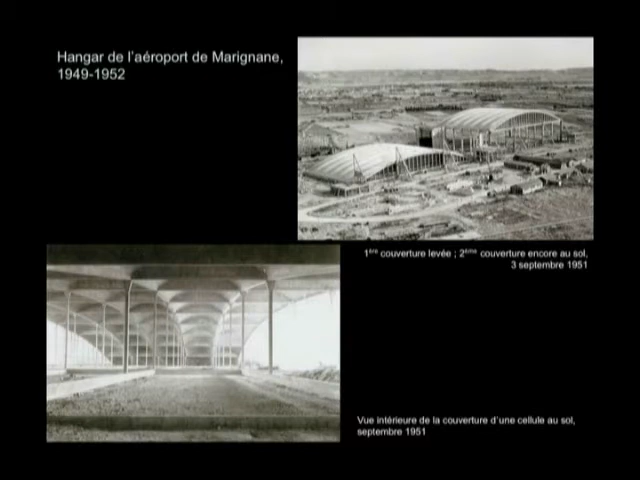 Hangar de l'aéroport de Marignane,
1949-1952
1ère couverture levée ; 2ème couverture encore au sol,
3 septembre 1951
Vue intérieure de la couverture d'une cellule au sol,
septembre 1951